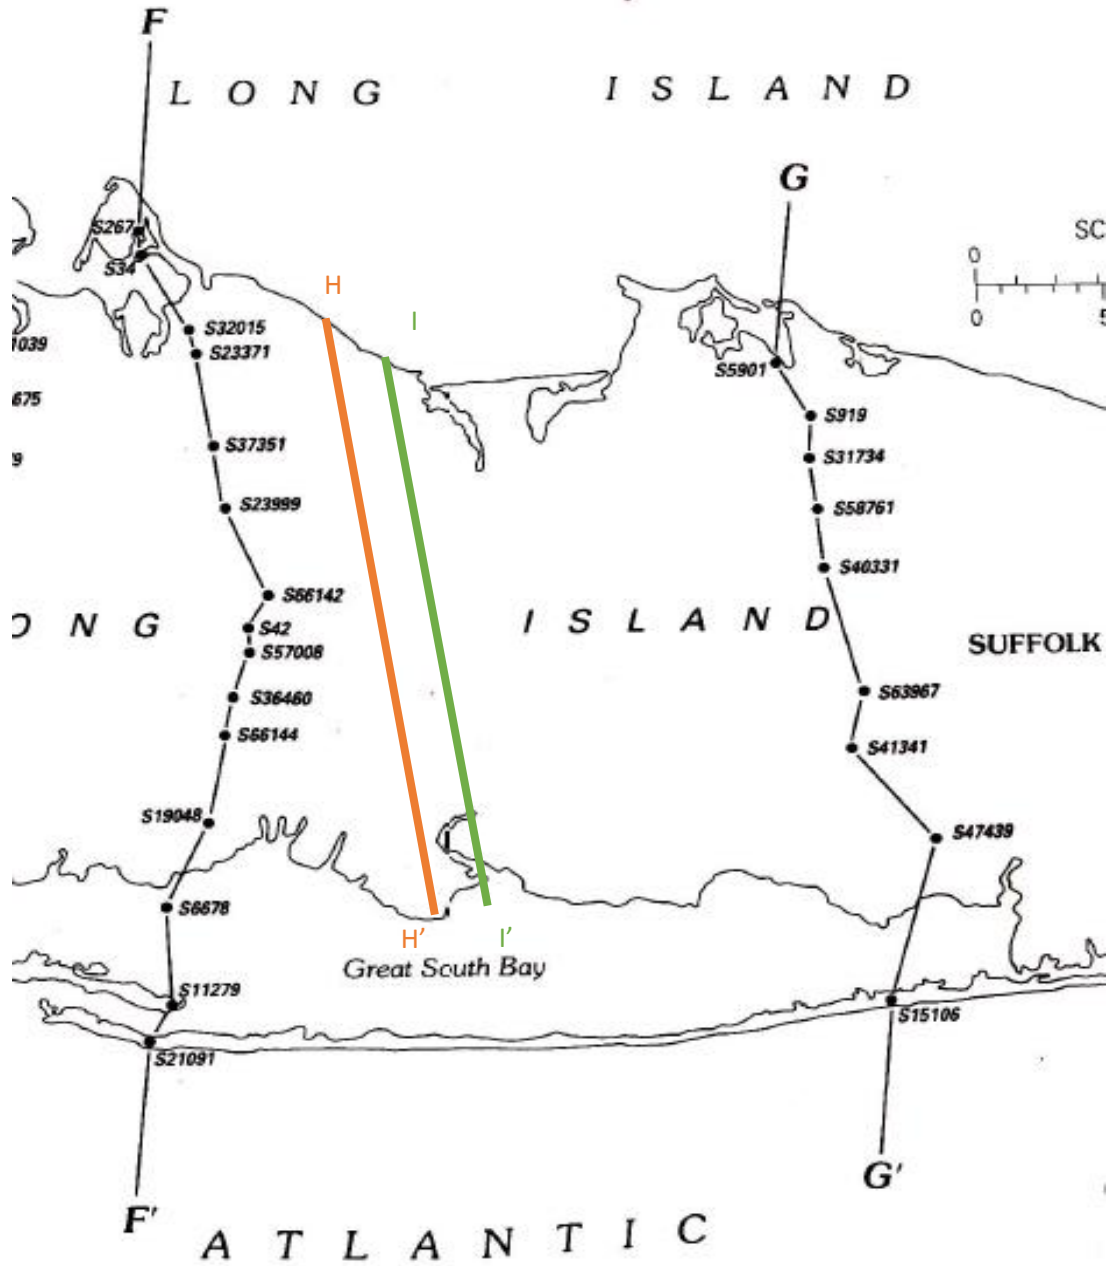 F
LONG ISLAND
G
S267
SC
S34
0
H
I
S32015
0
5
1039
S23371
S5901
675
S919
S37351
9
S31734
S23999
S58761
S40331
S66142
ONG
S42
ISLAND
SUFFOLK
S57008
S36460
S63967
S66144
S41341
S19048
S47439
S6678
H'
I'
Great South Bay
S11279
S15106
S21091
G'
F'
ATLANTIC